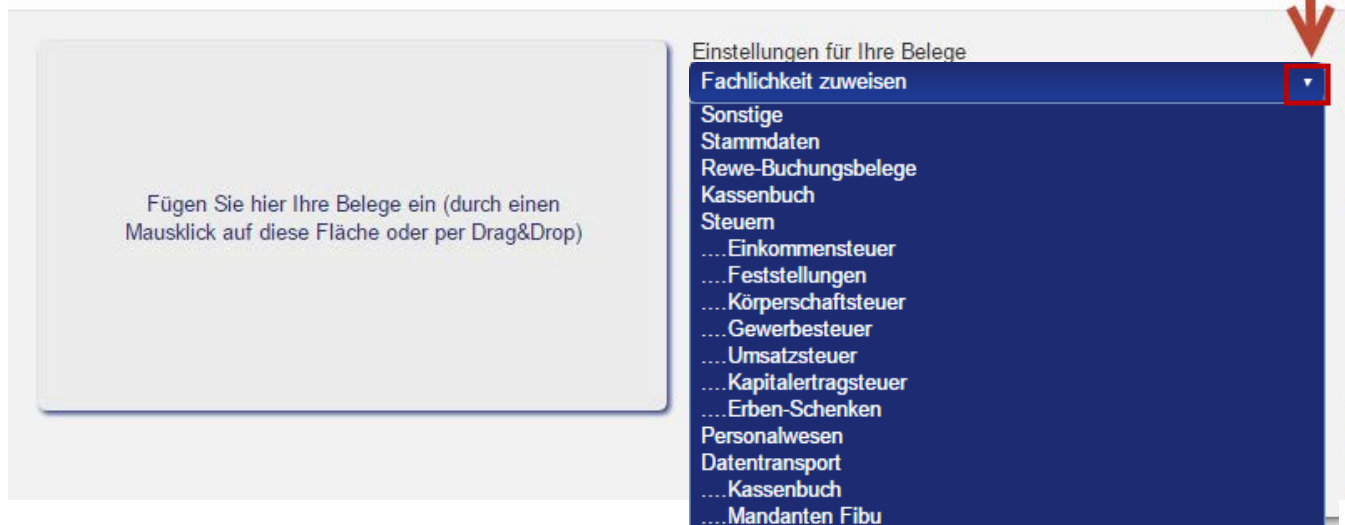 Einstellungen für Ihre Belege
Fachlichkeit zuweisen
Fügen Sie hier Ihre Belege ein (durch einen
Mausklick auf diese Fläche oder per Drag&Drop)
Sonstige
Stammdaten
Rewe-Buchungsbelege
Kassenbuch
Steuern
....Einkommensteuer
....Feststellungen
....Körperschaftsteuer
....Gewerbesteuer
....Umsatzsteuer
....Kapitalertragsteuer
....Erben-Schenken
Personalwesen
Datentransport
....Kassenbuch
....Mandanten Fibu